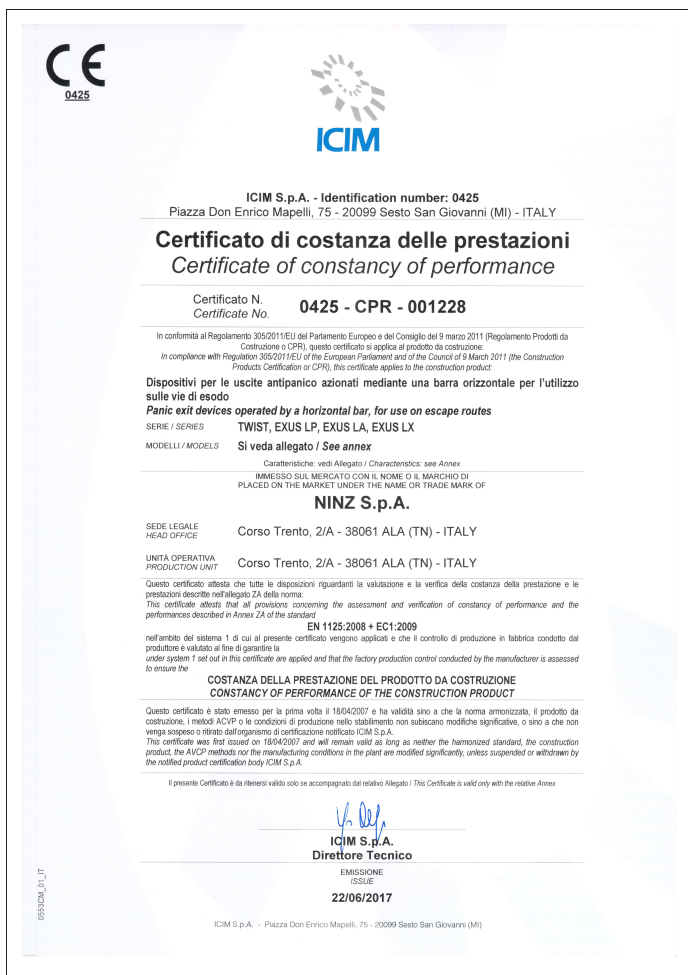 CE
0425
ICIM
ICIM S.p.A. - Identification number: 0425
Piazza Don Enrico Mapelli, 75 - 20099 Sesto San Giovanni (MI) - ITALY
Certificato di costanza delle prestazioni
Certificate of constancy of performance
Certificato N.
Certificate No.
0425 - CPR - 001228
In conformità al Regolamento 305/2011/EU del Parlamento Europeo e del Consiglio del 9 marzo 2011 (Regolamento Prodotti da
Costruzione o CPR), questo certificato si applica al prodotto da costruzione:
In compliance with Regulation 305/2011/EU of the European Parliament and of the Council of 9 March 2011 (the Construction
Products Certification or CPR), this certificate applies to the construction product:
Dispositivi per le uscite antipanico azionati mediante una barra orizzontale per l'utilizzo
sulle vie di esodo
Panic exit devices operated by a horizontal bar, for use on escape routes
SERIE / SERIES TWIST, EXUS LP, EXUS LA, EXUS LX
MODELLI / MODELS Si veda allegato / See annex
Caratteristiche: vedi Allegato / Characteristics: see Annex
IMMESSO SUL MERCATO CON IL NOME O IL MARCHIO DI
PLACED ON THE MARKET UNDER THE NAME OR TRADE MARK OF
NINZ S.p.A.
SEDE LEGALE
HEAD OFFICE
Corso Trento, 2/A - 38061 ALA (TN) - ITALY
UNITÀ OPERATIVA
PRODUCTION UNIT
Corso Trento, 2/A - 38061 ALA (TN) - ITALY
Questo certificato attesta che tutte le disposizioni riguardanti la valutazione e la verifica della costanza della prestazione e le
prestazioni descritte nell'allegato ZA della norma:
This certificate attests that all provisions concerning the assessment and verification of constancy of performance and the
performances described in Annex ZA of the standard
EN 1125:2008 + EC1:2009
nell'ambito del sistema 1 di cui al presente certificato vengono applicati e che il controllo di produzione in fabbrica condotto dal
produttore è valutato al fine di garantire la
under system 1 set out in this certificate are applied and that the factory production control conducted by the manufacturer is assessed
to ensure the
COSTANZA DELLA PRESTAZIONE DEL PRODOTTO DA COSTRUZIONE
CONSTANCY OF PERFORMANCE OF THE CONSTRUCTION PRODUCT
Questo certificato è stato emesso per la prima volta il 18/04/2007 e ha validità sino a che la norma armonizzata, il prodotto da
costruzione, i metodi ACVP o le condizioni di produzione nello stabilimento non subiscano modifiche significative, o sino a che non
venga sospeso o ritirato dall'organismo di certificazione notificato ICIM S.p.A.
This certificate was first issued on 18/04/2007 and will remain valid as long as neither the harmonized standard, the construction
product, the AVCP methods nor the manufacturing conditions in the plant are modified significantly, unless suspended or withdrawn by
the notified product certification body ICIM S.p.A.
Il presente Certificato è da ritenersi valido solo se accompagnato dal relativo Allegato / This Certificate is valid only with the relative Annex
ICIM S.p.A.
Direttore Tecnico
EMISSIONE
ISSUE
22/06/2017
0553CM_01_IT
ICIM S.p.A. - Piazza Don Enrico Mapelli, 75 - 20099 Sesto San Giovanni (MI)